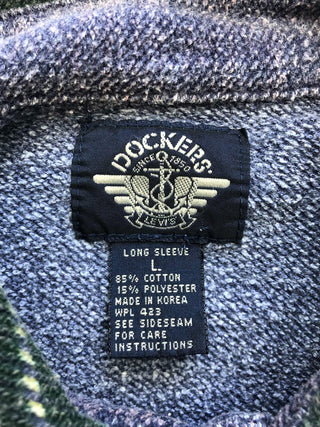 DOCKERS®
SINCE 1850
LEVI'S
LONG SLEEVE
L
85% COTTON
15% POLYESTER
MADE IN KOREA
WPL 423
SEE SIDESEAM
FOR CARE
INSTRUCTIONS